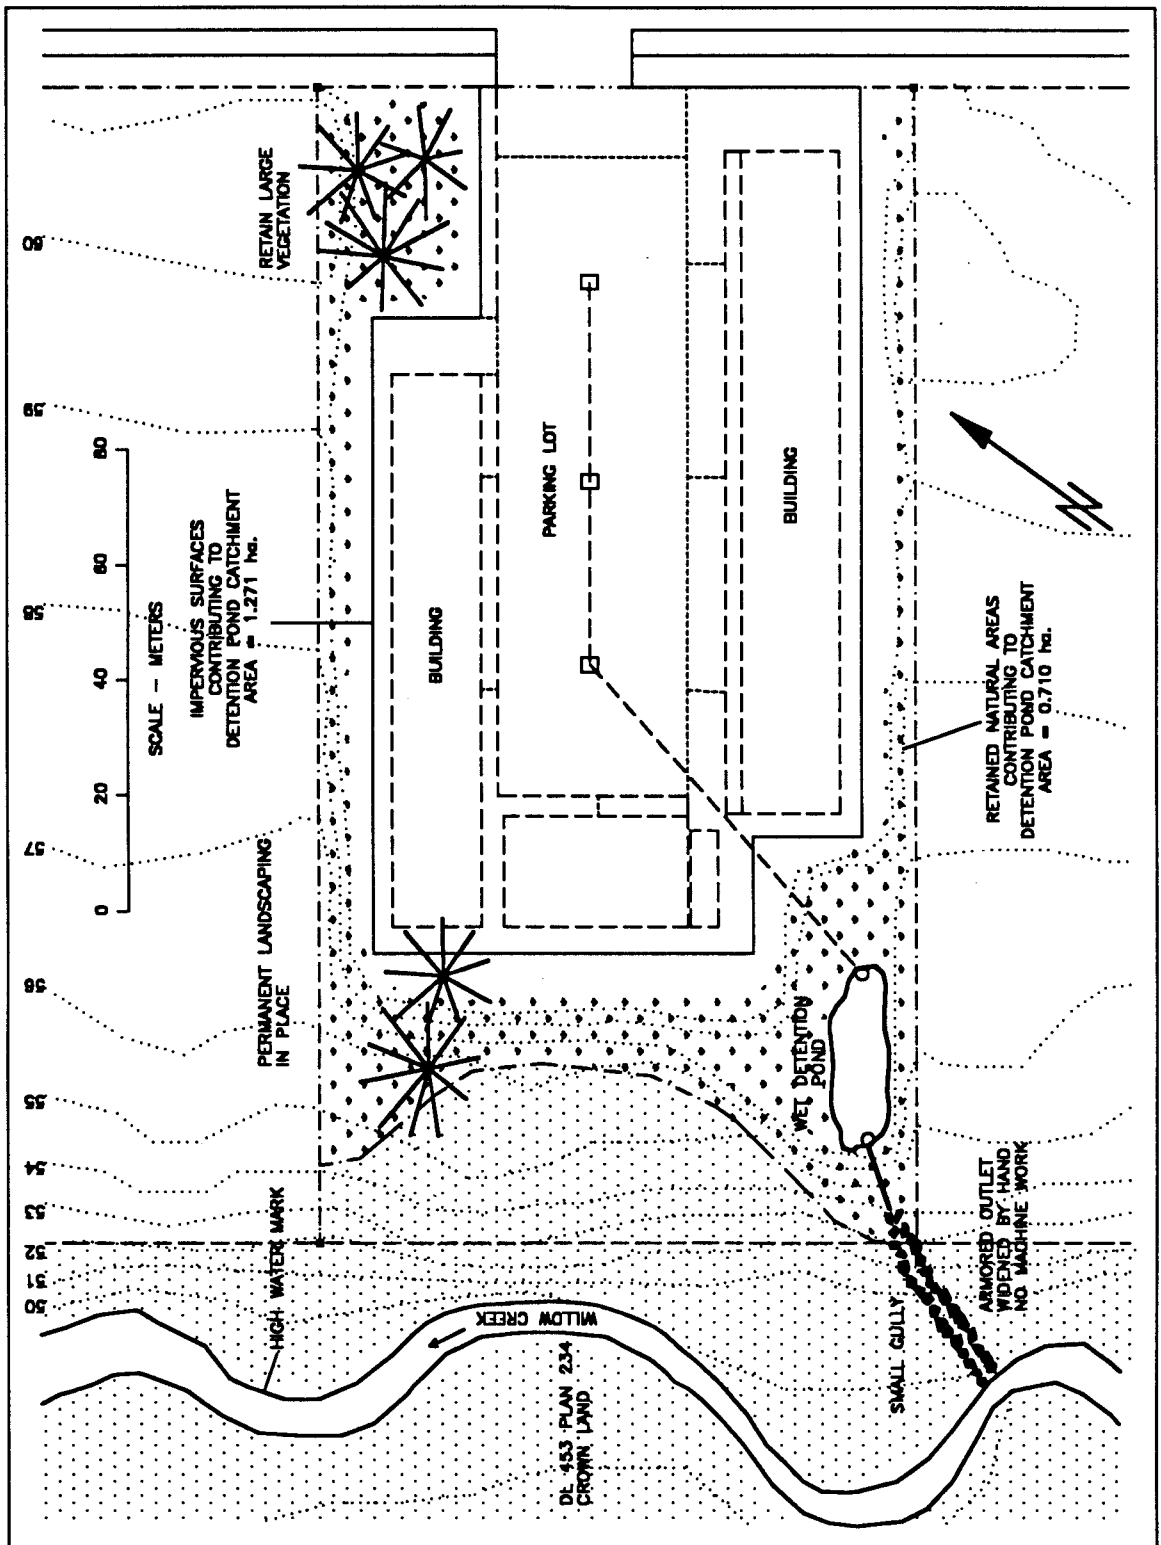 RETAIN LARGE
VEGETATION
60
59
58
57
56
55
54
53
52
51
50
0
20
40
60
80
SCALE - METERS
IMPERVIOUS SURFACES
CONTRIBUTING TO
DETENTION POND CATCHMENT
AREA = 1.271 ha.
PARKING LOT
BUILDING
BUILDING
RETAINED NATURAL AREAS
CONTRIBUTING TO
DETENTION POND CATCHMENT
AREA = 0.710 ha.
PERMANENT LANDSCAPING
IN PLACE
WET DETENTION
POND
HIGH WATER MARK
WILLOW CREEK
DL 453 PLAN 234
CROWN LAND
SMALL GULLY
ARMORED OUTLET
WIDENED BY HAND
NO MACHINE WORK